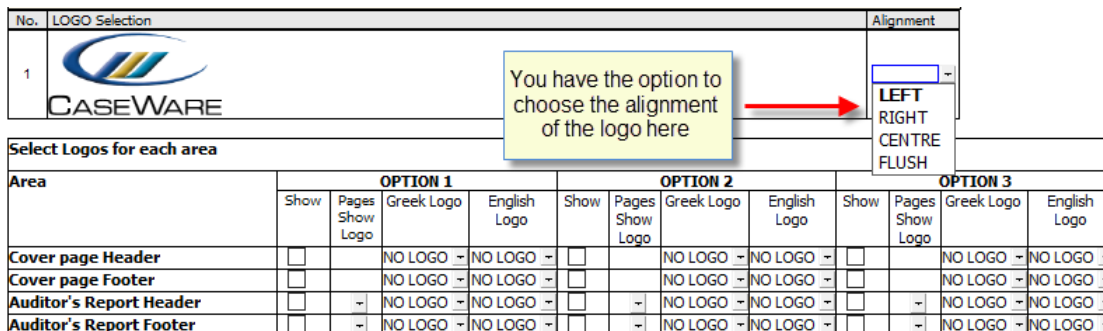 No. LOGO Selection Alignment
1
CASEWARE
You have the option to
choose the alignment
of the logo here
LEFT
RIGHT
CENTRE
FLUSH
Select Logos for each area
Area OPTION 1 OPTION 2 OPTION 3
Show Pages Greek Logo English Show Pages Greek Logo English Show Pages Greek Logo English
Show Logo Show Logo Show Logo
Logo Logo Logo
Cover page Header NO LOGO NO LOGO NO LOGO NO LOGO NO LOGO NO LOGO
Cover page Footer NO LOGO NO LOGO NO LOGO NO LOGO NO LOGO NO LOGO
Auditor's Report Header NO LOGO NO LOGO NO LOGO NO LOGO NO LOGO NO LOGO
Auditor's Report Footer NO LOGO NO LOGO NO LOGO NO LOGO NO LOGO NO LOGO